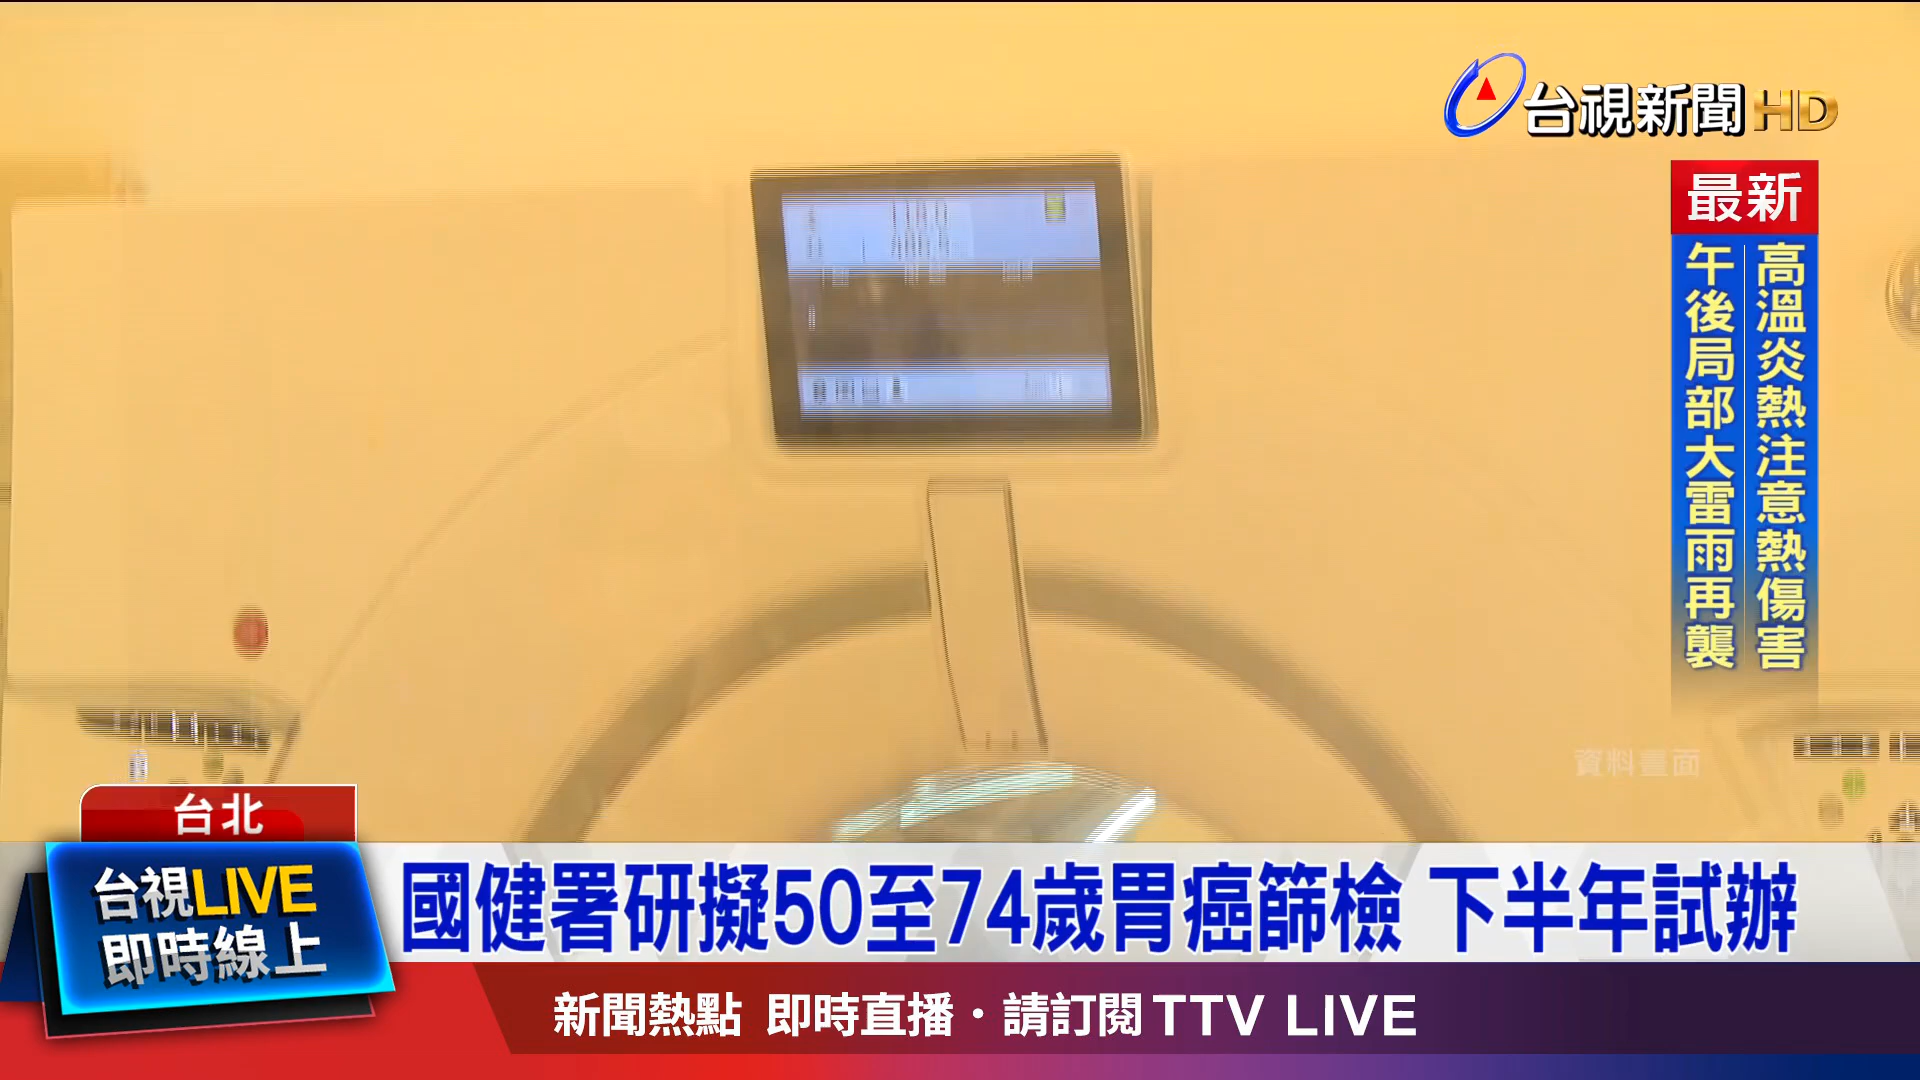 台視新聞HD
最新
高溫炎熱注意熱傷害
午後局部大雷雨再襲
資料畫面
台北
台視LIVE
即時線上
國健署研擬50至74歲胃癌篩檢 下半年試辦
新聞熱點 即時直播・請訂閱TTV LIVE